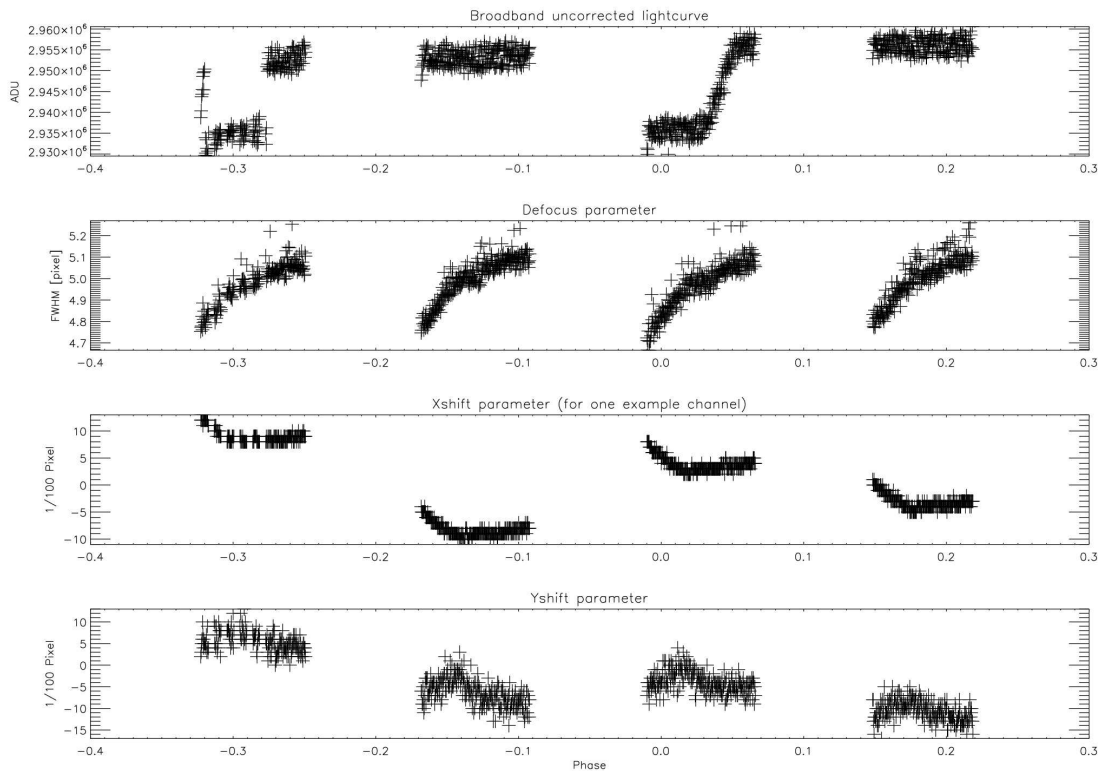 Broadband uncorrected lightcurve
2.960×10⁶
2.955×10⁶
2.950×10⁶
2.940×10⁶
2.935×10⁶
2.930×10⁶
ADU
-0.4 -0.3 -0.2 -0.1 0.0 0.1 0.2 0.3
Defocus parameter
5.2
5.1
5.0
4.9
4.8
4.7
FWHM [pixel]
-0.4 -0.3 -0.2 -0.1 0.0 0.1 0.2 0.3
Xshift parameter (for one example channel)
10
5
0
-5
-10
1/100 Pixel
-0.4 -0.3 -0.2 -0.1 0.0 0.1 0.2 0.3
Yshift parameter
10
5
0
-5
-10
-15
1/100 Pixel
-0.4 -0.3 -0.2 -0.1 0.0 0.1 0.2 0.3
Phase